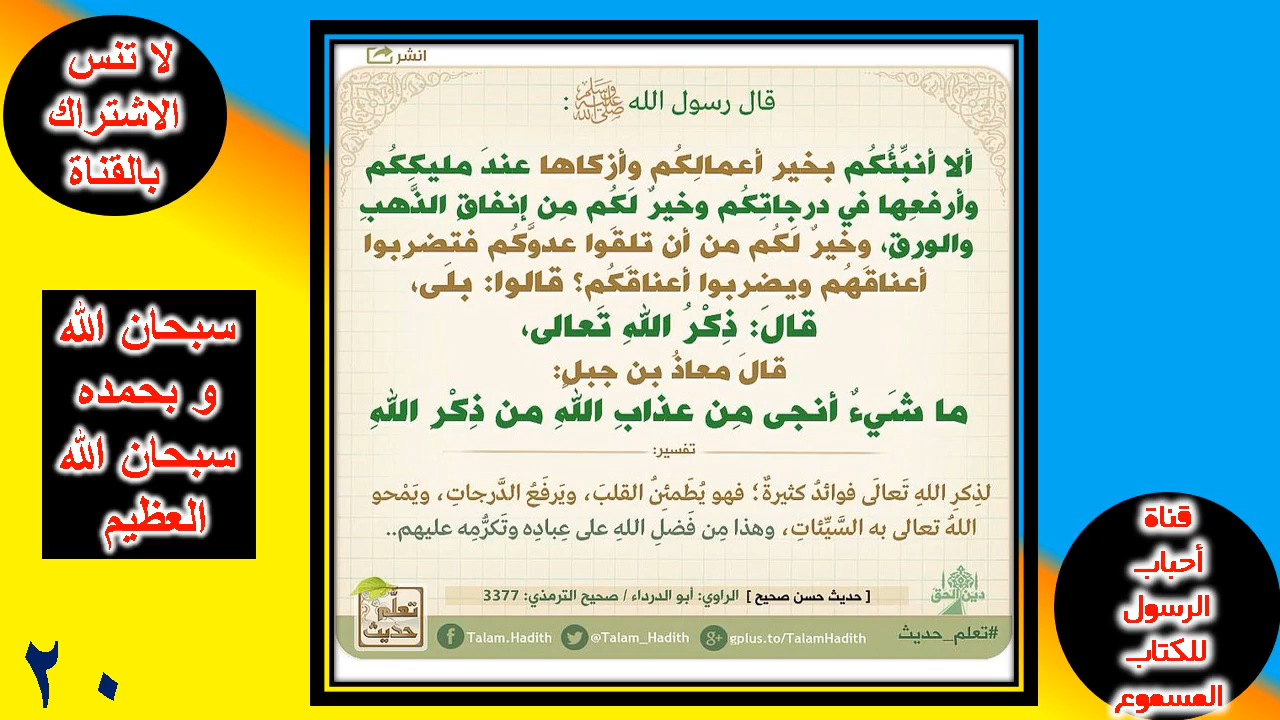 لا تنس
الاشتراك
بالقناة
سبحان الله
و بحمده
سبحان الله
العظيم
٢٠
انشر
قال رسول الله ﷺ :
ألا أنبِّئُكُم بخير أعمالِكُم وأزكاها عندَ مليكِكُم
وأرفعِها في درجاتِكُم وخيرٌ لَكُم مِن إنفاقِ الذَّهبِ
والورِقِ، وخيرٌ لَكُم من أن تلقَوا عدوَّكُم فتضربوا
أعناقَهُم ويضربوا أعناقَكُم؟ قالوا: بلَى،
قالَ: ذِكْرُ اللهِ تَعالى،
قالَ معاذُ بن جبلٍ:
ما شَيءٌ أنجى مِن عذابِ اللهِ من ذِكْرِ اللهِ
تفسير:
لذِكرِ اللهِ تَعالَى فوائدُ كثيرةٌ؛ فهو يُطَمئِنُ القلبَ، ويَرفَعُ الدَّرجاتِ، ويَمْحو
اللهُ تعالى به السَّيِّئاتِ، وهذا مِن فَضلِ اللهِ على عِبادِه وتَكرُّمِه عليهم..
[ حديث حسن صحيح ] الراوي: أبو الدرداء / صحيح الترمذي: 3377
دين الحق
تعلم
حديث
Talam.Hadith
@Talam_Hadith
gplus.to/TalamHadith
#تعلم_حديث
قناة
أحباب
الرسول
للكتاب
المسموع